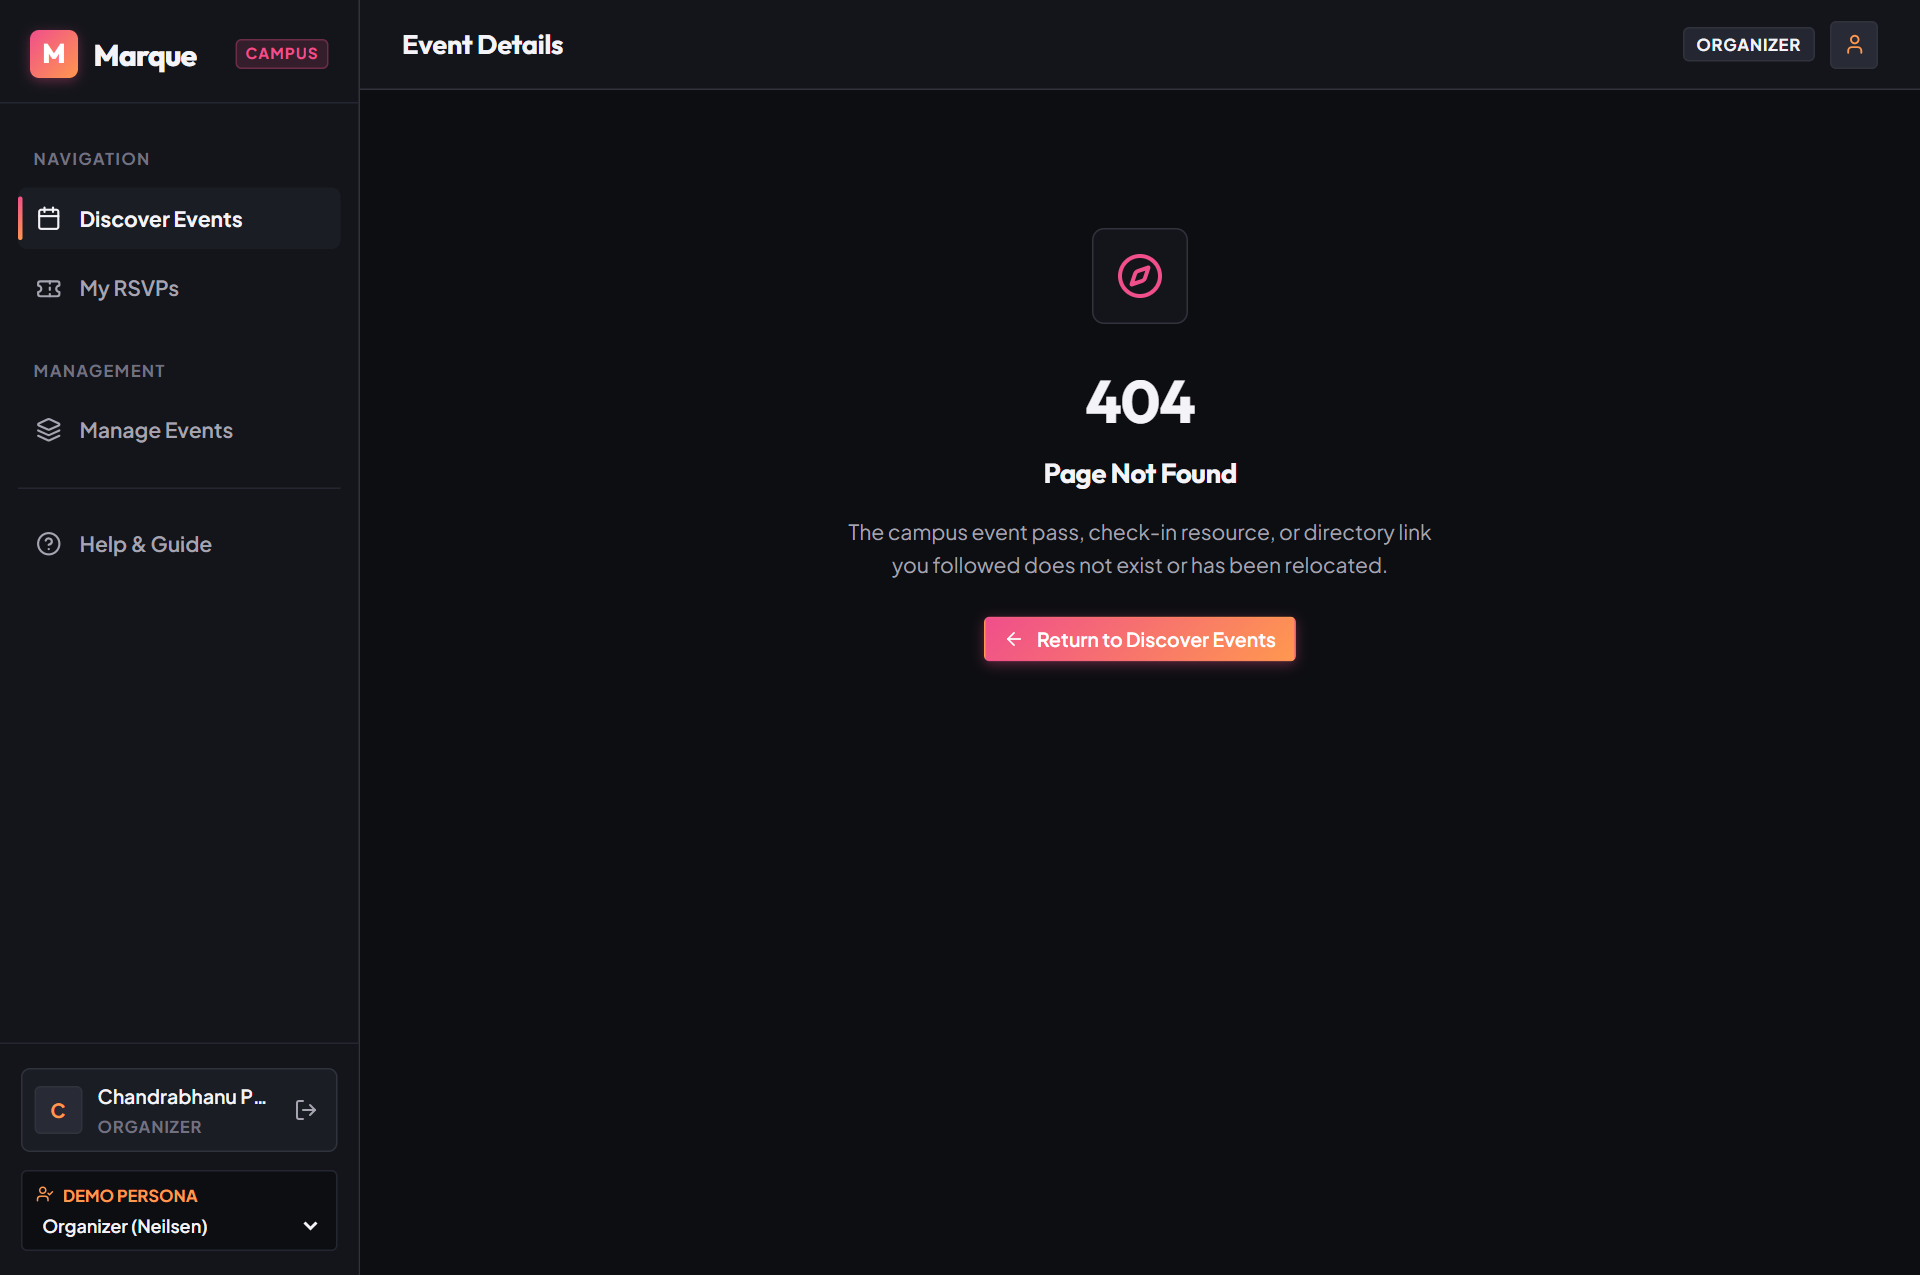 M Marque CAMPUS
NAVIGATION
Discover Events
My RSVPs
MANAGEMENT
Manage Events
Help & Guide
C Chandrabhanu P...
ORGANIZER
DEMO PERSONA
Organizer (Neilsen)
Event Details
ORGANIZER
404
Page Not Found
The campus event pass, check-in resource, or directory link
you followed does not exist or has been relocated.
Return to Discover Events